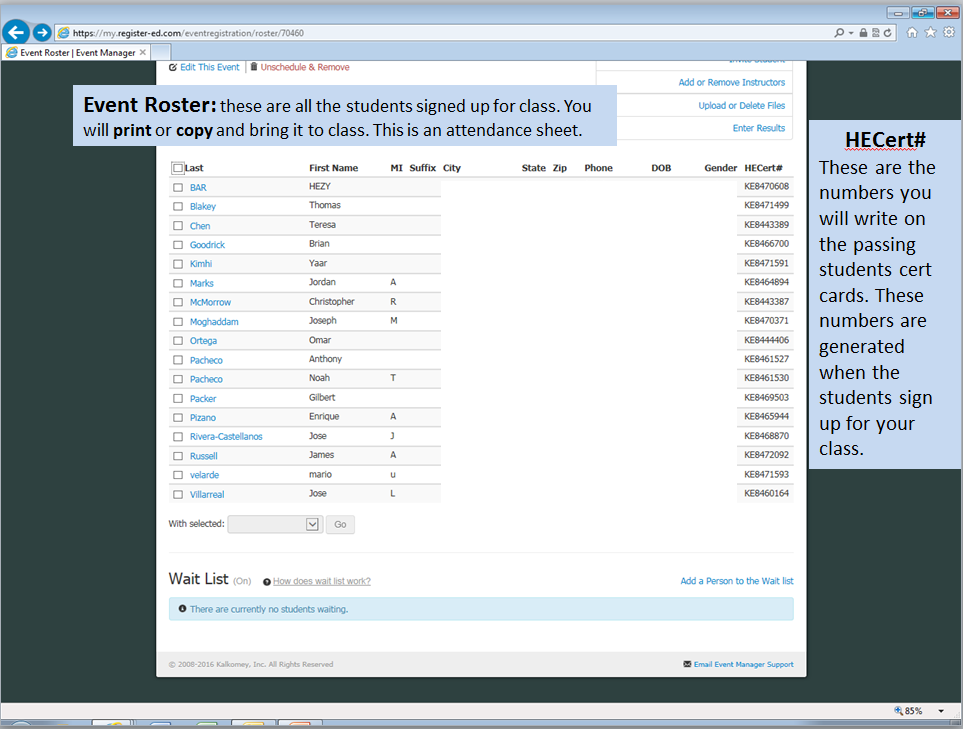 https://my.register-ed.com/eventregistration/roster/70460
Event Roster | Event Manager
Edit This Event | Unschedule & Remove
Invite Student
Add or Remove Instructors
Upload or Delete Files
Enter Results
Event Roster: these are all the students signed up for class. You
will print or copy and bring it to class. This is an attendance sheet.
HECert#
These are the
numbers you
will write on
the passing
students cert
cards. These
numbers are
generated
when the
students sign
up for your
class.
Last First Name MI Suffix City State Zip Phone DOB Gender HECert#
BAR HEZY KE8470608
Blakey Thomas KE8471499
Chen Teresa KE8443389
Goodrick Brian KE8466700
Kimhi Yaar KE8471591
Marks Jordan A KE8464894
McMorrow Christopher R KE8443387
Moghaddam Joseph M KE8470371
Ortega Omar KE8444406
Pacheco Anthony KE8461527
Pacheco Noah T KE8461530
Packer Gilbert KE8469503
Pizano Enrique A KE8465944
Rivera-Castellanos Jose J KE8468870
Russell James A KE8472092
velarde mario u KE8471593
Villarreal Jose L KE8460164
With selected: Go
Wait List (On) How does wait list work? Add a Person to the Wait list
There are currently no students waiting.
© 2008-2016 Kalkomey, Inc. All Rights Reserved Email Event Manager Support
85%